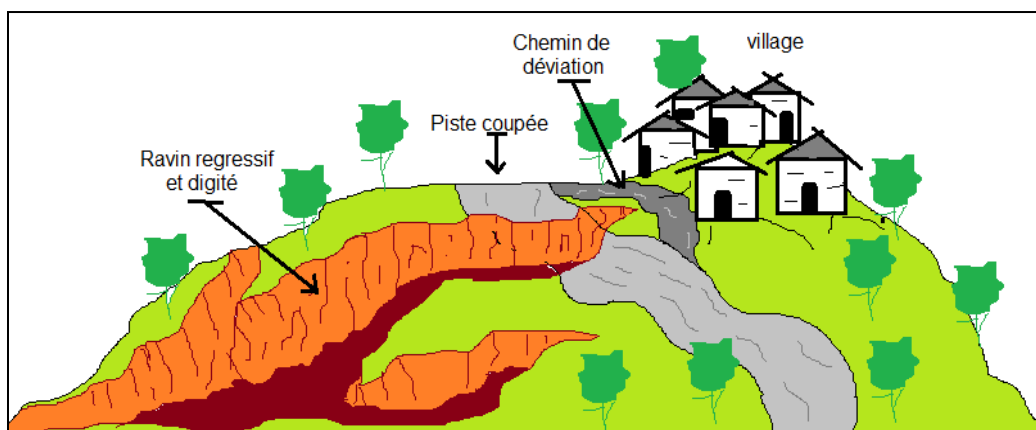 Chemin de
déviation
village
Piste coupée
Ravin regressif
et digité